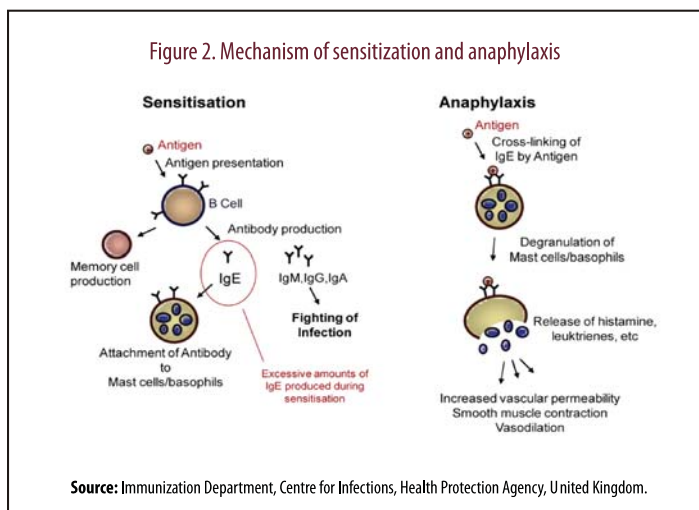 Figure 2. Mechanism of sensitization and anaphylaxis
Sensitisation
Antigen
Antigen presentation
B Cell
Antibody production
Memory cell
production
IgE
IgM,IgG,IgA
Fighting of
Infection
Attachment of Antibody
to
Mast cells/basophils
Excessive amounts of
IgE produced during
sensitisation
Anaphylaxis
Antigen
Cross-linking of
IgE by Antigen
Degranulation of
Mast cells/basophils
Release of histamine,
leuktrienes, etc
Increased vascular permeability
Smooth muscle contraction
Vasodilation
Source: Immunization Department, Centre for Infections, Health Protection Agency, United Kingdom.